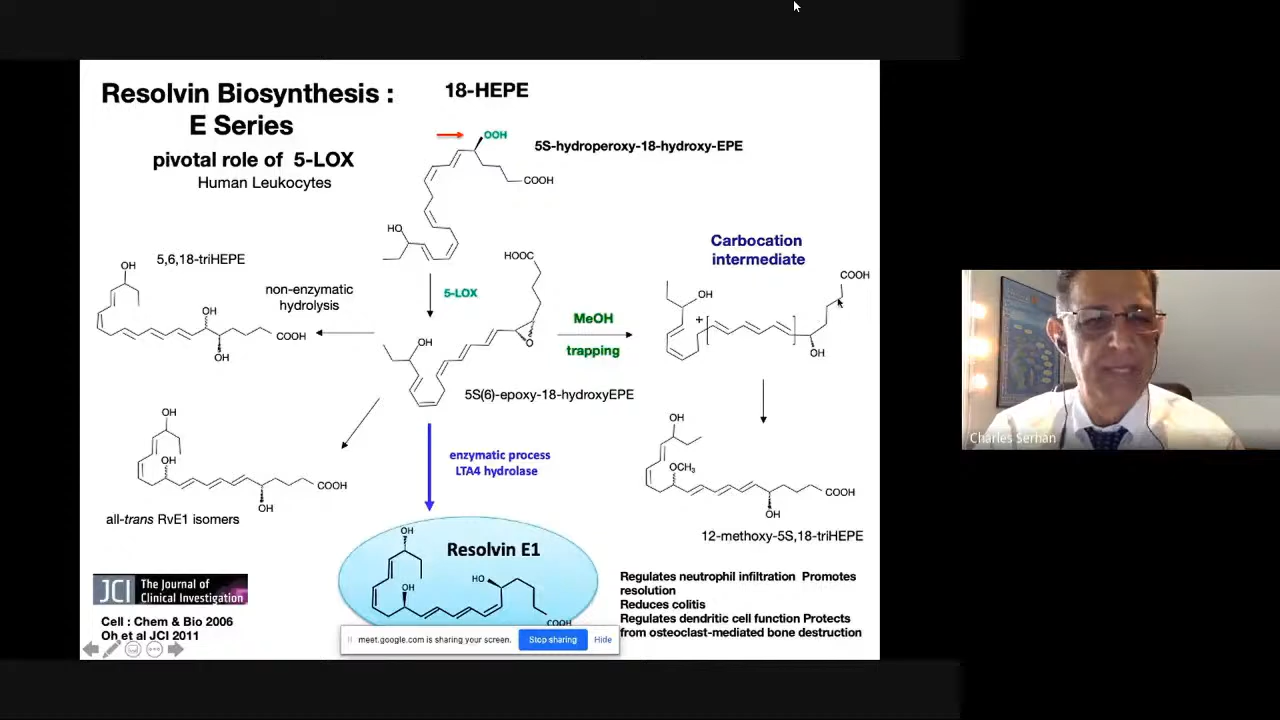 Resolvin Biosynthesis :
E Series
pivotal role of 5-LOX
Human Leukocytes
18-HEPE
OOH
5S-hydroperoxy-18-hydroxy-EPE
COOH
HO
5-LOX
HOOC
O
OH
5S(6)-epoxy-18-hydroxyEPE
non-enzymatic
hydrolysis
5,6,18-triHEPE
OH
OH
COOH
OH
MeOH
trapping
Carbocation
intermediate
COOH
OH
+
OH
OH
OCH3
COOH
OH
12-methoxy-5S,18-triHEPE
OH
OH
COOH
OH
all-trans RvE1 isomers
enzymatic process
LTA4 hydrolase
Resolvin E1
OH
OH
HO
COOH
JCI The Journal of
Clinical Investigation
Cell : Chem & Bio 2006
Oh et al JCI 2011
Regulates neutrophil infiltration Promotes
resolution
Reduces colitis
Regulates dendritic cell function Protects
from osteoclast-mediated bone destruction
meet.google.com is sharing your screen.
Stop sharing
Hide
Charles Serhan